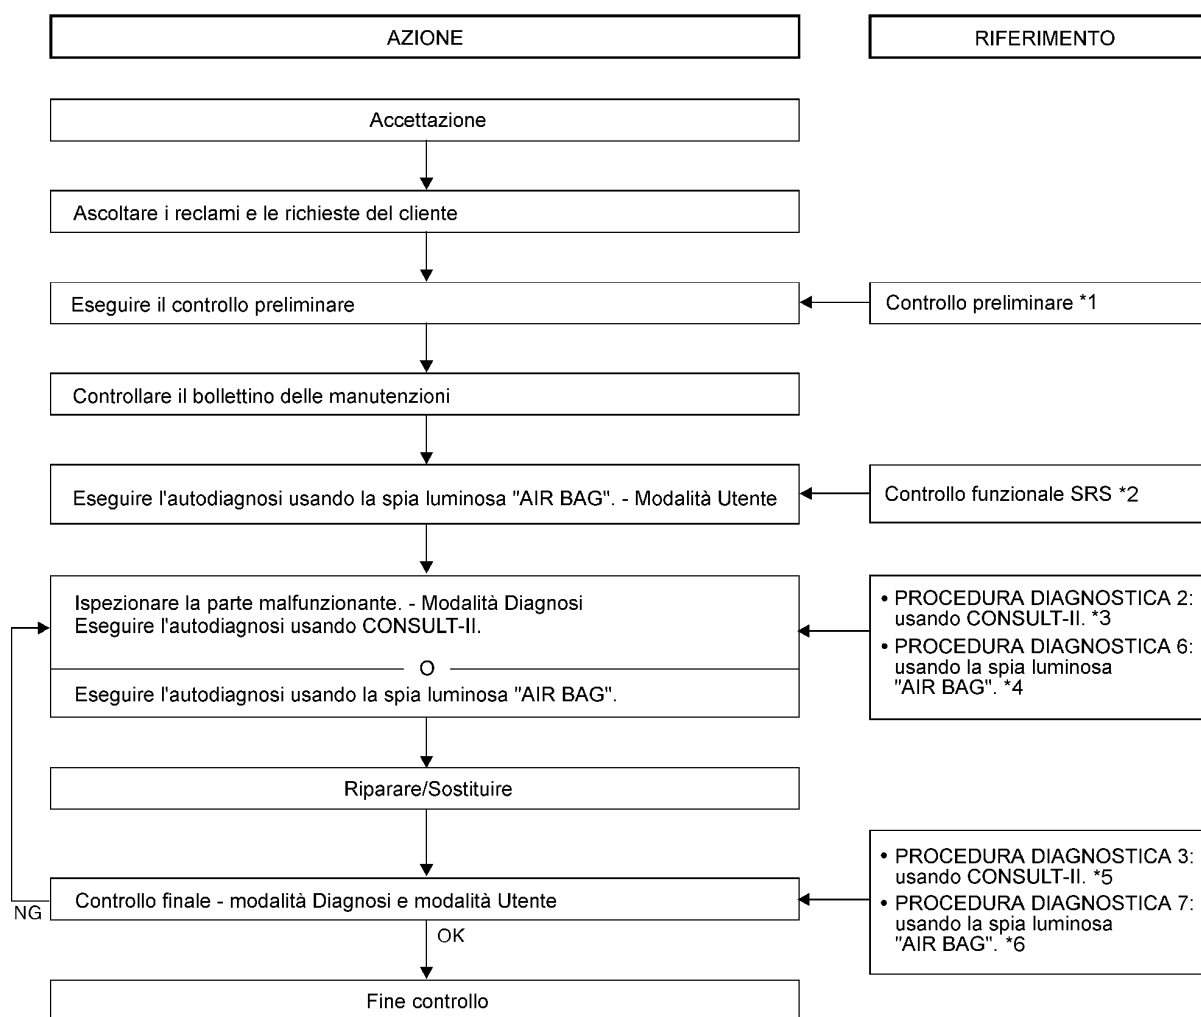 AZIONE
RIFERIMENTO
Accettazione
Ascoltare i reclami e le richieste del cliente
Eseguire il controllo preliminare
Controllo preliminare *1
Controllare il bollettino delle manutenzioni
Eseguire l'autodiagnosi usando la spia luminosa "AIR BAG". - Modalità Utente
Controllo funzionale SRS *2
Ispezionare la parte malfunzionante. - Modalità Diagnosi
Eseguire l'autodiagnosi usando CONSULT-II.
O
Eseguire l'autodiagnosi usando la spia luminosa "AIR BAG".
• PROCEDURA DIAGNOSTICA 2:
usando CONSULT-II. *3
• PROCEDURA DIAGNOSTICA 6:
usando la spia luminosa
"AIR BAG". *4
Riparare/Sostituire
Controllo finale - modalità Diagnosi e modalità Utente
• PROCEDURA DIAGNOSTICA 3:
usando CONSULT-II. *5
• PROCEDURA DIAGNOSTICA 7:
usando la spia luminosa
"AIR BAG". *6
NG
OK
Fine controllo